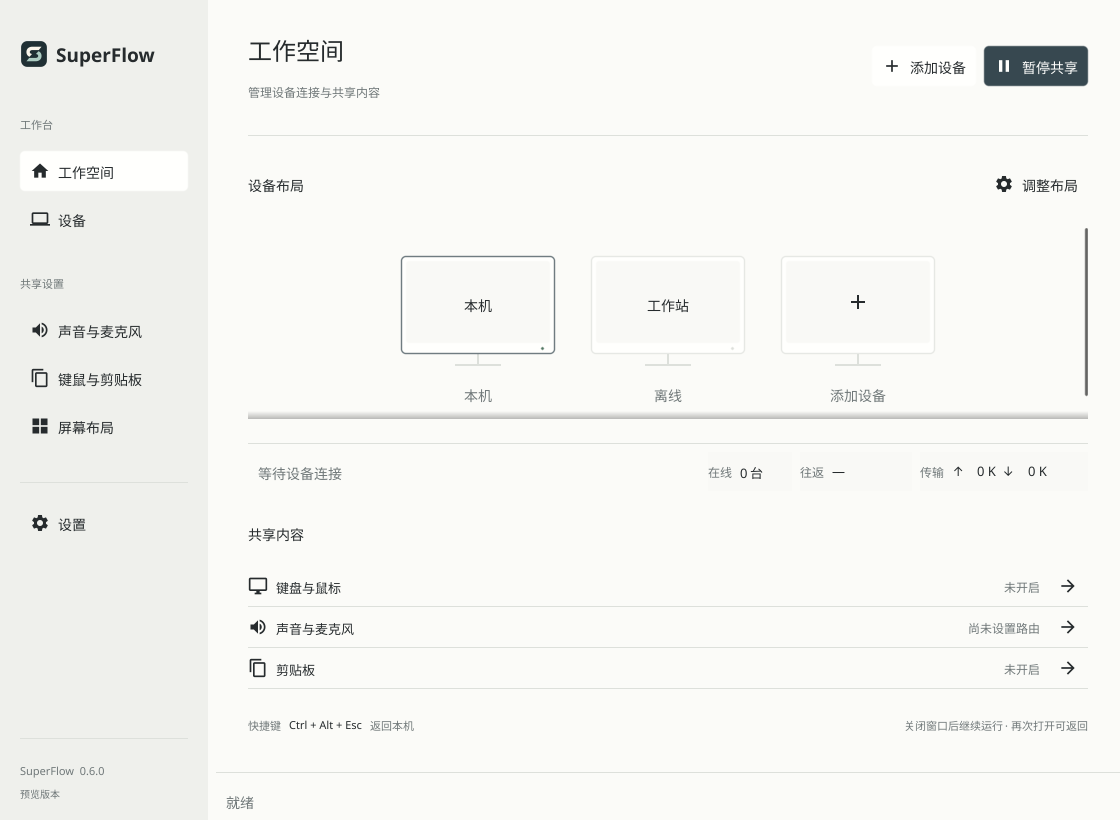 SuperFlow
工作台
工作空间
设备
共享设置
声音与麦克风
键鼠与剪贴板
屏幕布局
设置
SuperFlow 0.6.0
预览版本
工作空间
管理设备连接与共享内容
添加设备
暂停共享
设备布局
调整布局
本机
工作站
本机
离线
添加设备
等待设备连接
在线 0 台
往返 —
传输 ↑ 0 K ↓ 0 K
共享内容
键盘与鼠标 未开启
声音与麦克风 尚未设置路由
剪贴板 未开启
快捷键 Ctrl + Alt + Esc 返回本机
关闭窗口后继续运行 · 再次打开可返回
就绪